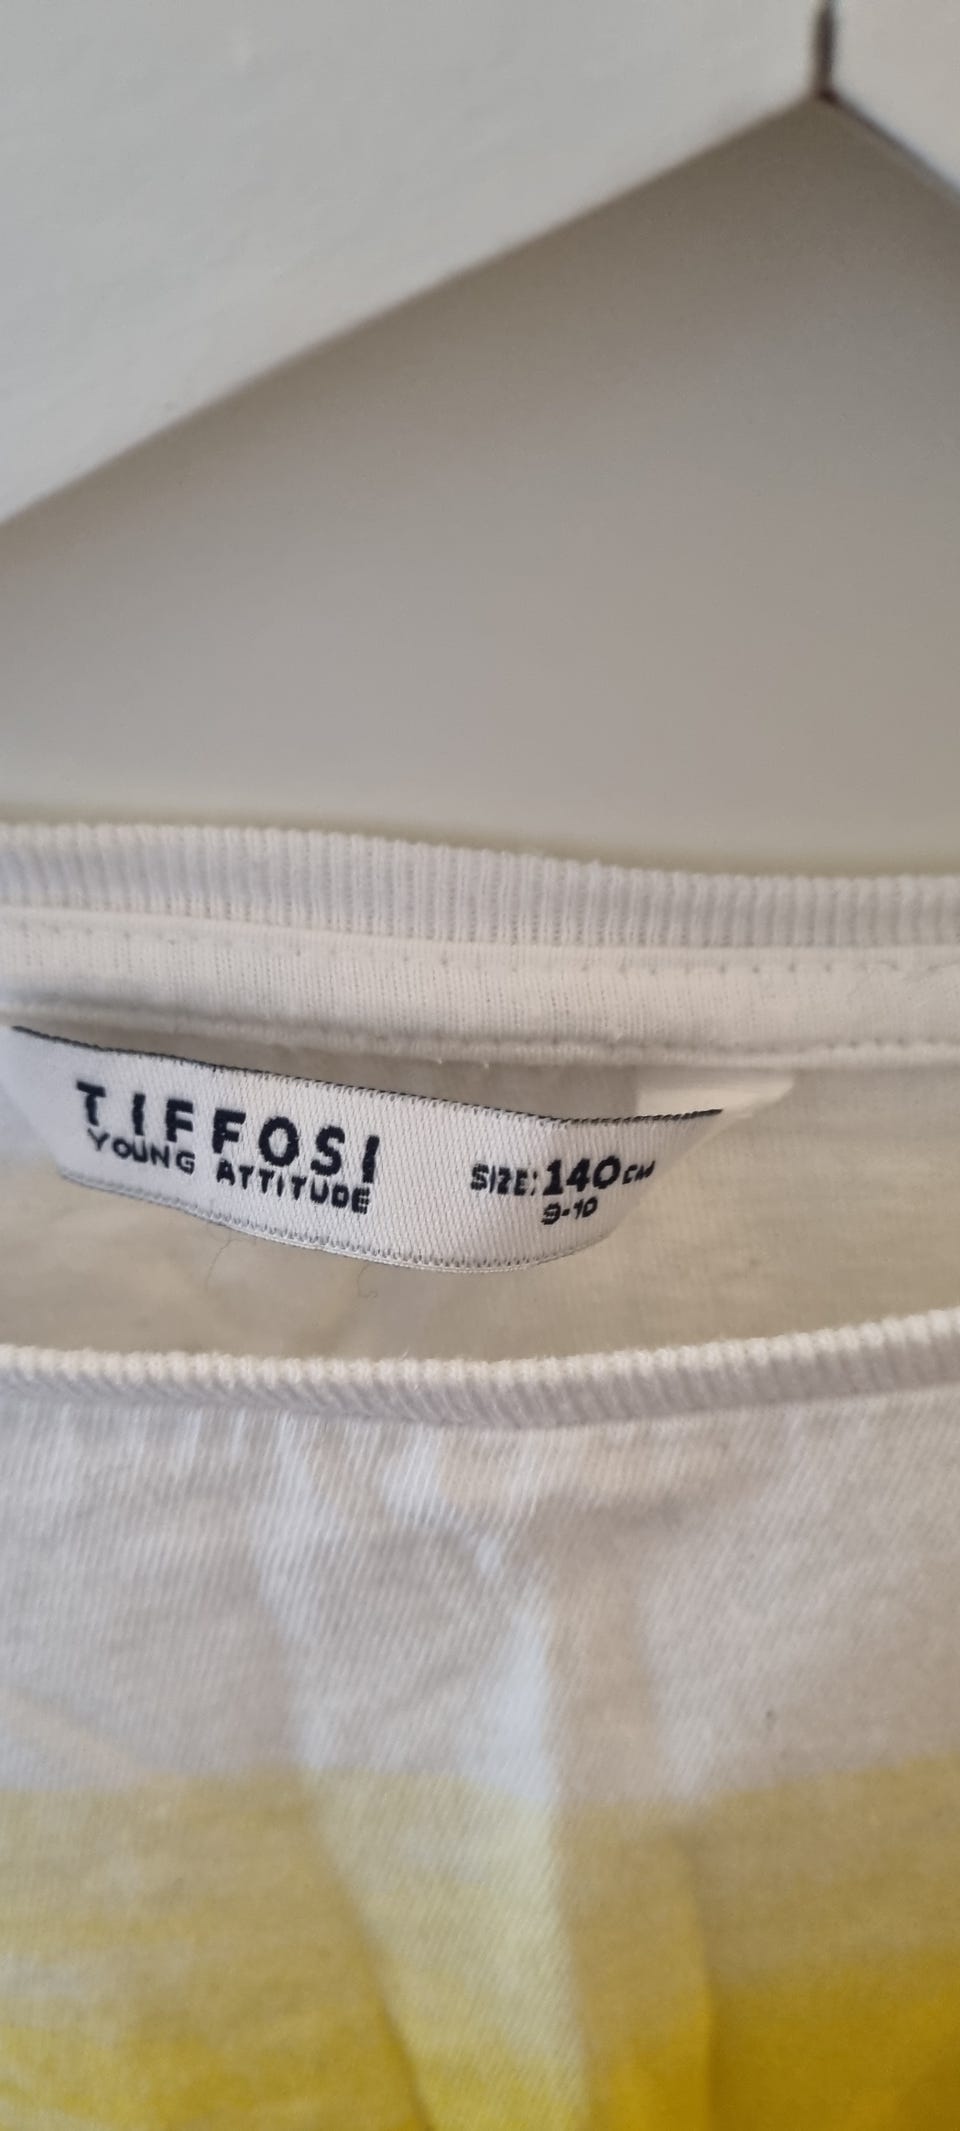 TIFFOSI
YOUNG ATTITUDE
SIZE: 140 CM
9-10